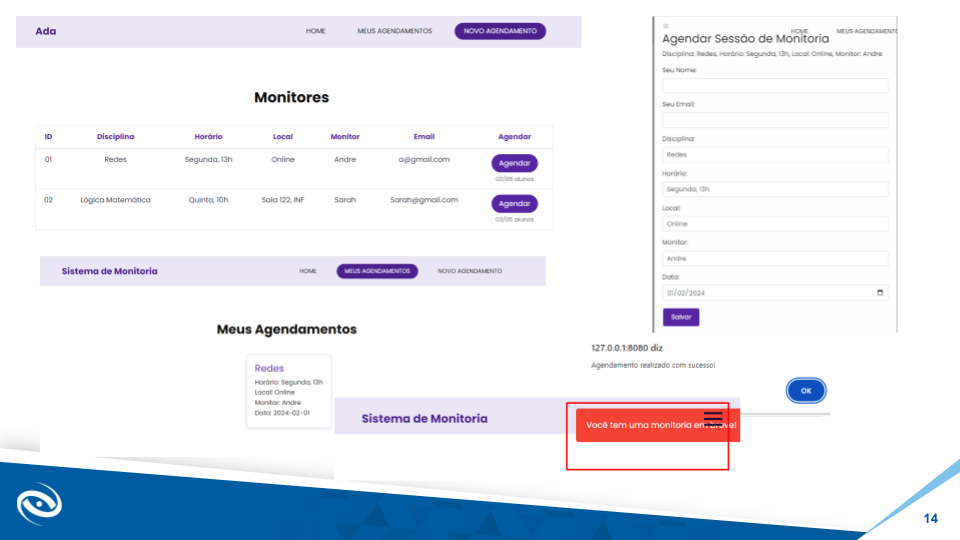 Ada
HOME MEUS AGENDAMENTOS NOVO AGENDAMENTO
Monitores
ID Disciplina Horário Local Monitor Email Agendar
01 Redes Segunda, 13h Online Andre a@gmail.com Agendar
02/05 alunos
02 Lógica Matemática Quinta, 10h Sala 122, INF Sarah Sarah@gmail.com Agendar
03/05 alunos
Sistema de Monitoria
HOME MEUS AGENDAMENTOS NOVO AGENDAMENTO
Meus Agendamentos
Redes
Horário: Segunda, 13h
Local: Online
Monitor: Andre
Data: 2024-02-01
HOME MEUS AGENDAMENTO
Agendar Sessão de Monitoria
Disciplina: Redes, Horário: Segunda, 13h, Local: Online, Monitor: Andre
Seu Nome:
Seu Email:
Disciplina:
Redes
Horário:
Segunda, 13h
Local:
Online
Monitor:
Andre
Data:
01/02/2024
Salvar
127.0.0.1:8080 diz
Agendamento realizado com sucesso!
OK
Sistema de Monitoria
Você tem uma monitoria em breve!
14